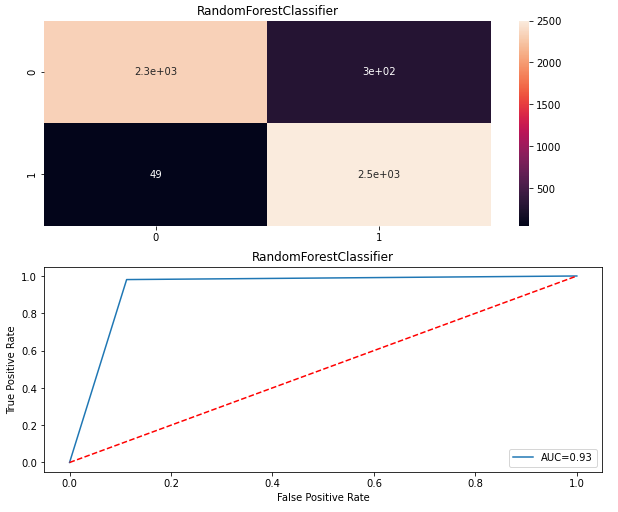 RandomForestClassifier
0
2.3e+03
3e+02
1
49
2.5e+03
0
1
2500
2000
1500
1000
500
RandomForestClassifier
True Positive Rate
1.0
0.8
0.6
0.4
0.2
0.0
AUC=0.93
0.0
0.2
0.4
0.6
0.8
1.0
False Positive Rate